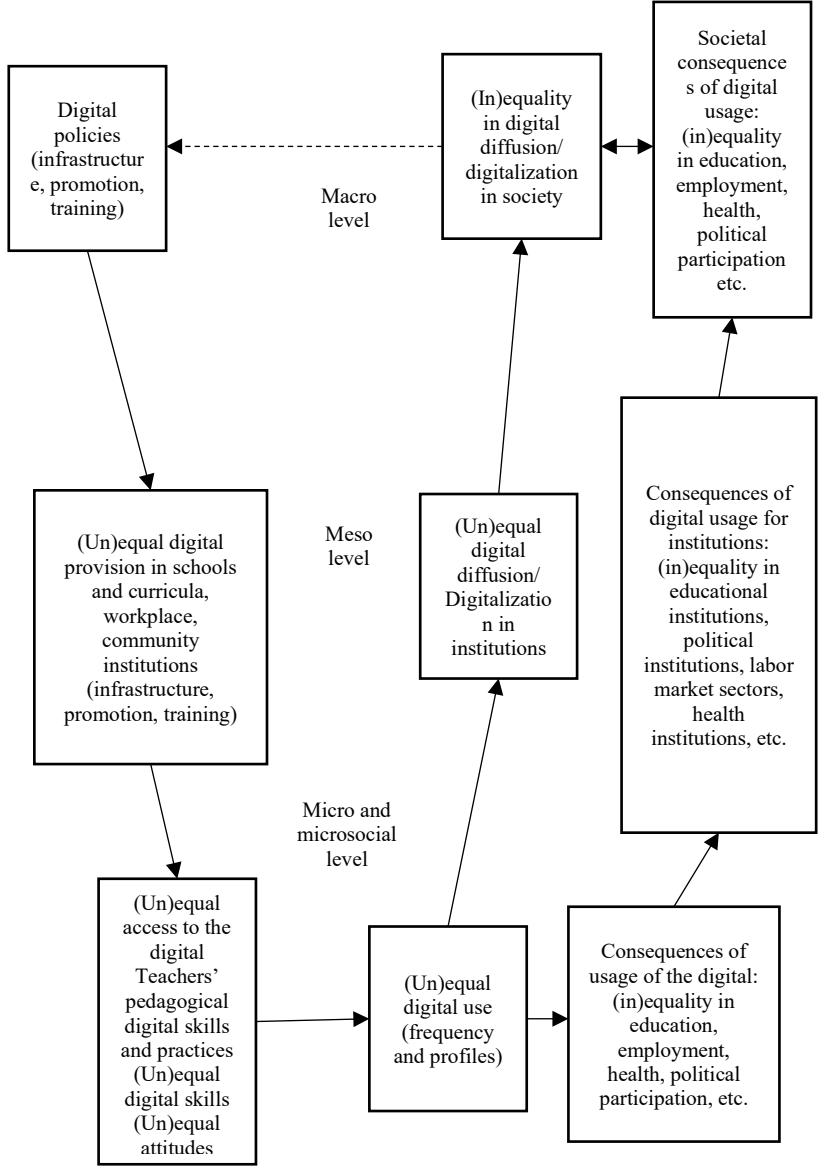 Digital
policies
(infrastructur
e, promotion,
training)
Macro
level
(In)equality
in digital
diffusion/
digitalization
in society
Societal
consequence
s of digital
usage:
(in)equality
in education,
employment,
health,
political
participation
etc.
(Un)equal digital
provision in schools
and curricula,
workplace,
community
institutions
(infrastructure,
promotion, training)
Meso
level
(Un)equal
digital
diffusion/
Digitalizatio
n in
institutions
Consequences of
digital usage for
institutions:
(in)equality in
educational
institutions,
political
institutions, labor
market sectors,
health
institutions, etc.
Micro and
microsocial
level
(Un)equal
access to the
digital
Teachers’
pedagogical
digital skills
and practices
(Un)equal
digital skills
(Un)equal
attitudes
(Un)equal
digital use
(frequency
and profiles)
Consequences of
usage of the digital:
(in)equality in
education,
employment,
health, political
participation, etc.